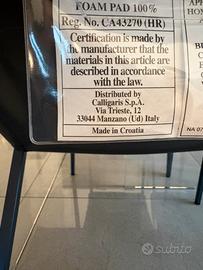 FOAM PAD 100%
Reg. No. CA43270 (HR)
Certification is made by
the manufacturer that the
materials in this article are
described in accordance
with the law.
Distributed by
Calligaris S.p.A.
Via Trieste, 12
33044 Manzano (Ud) Italy
Made in Croatia
NA 07
subito